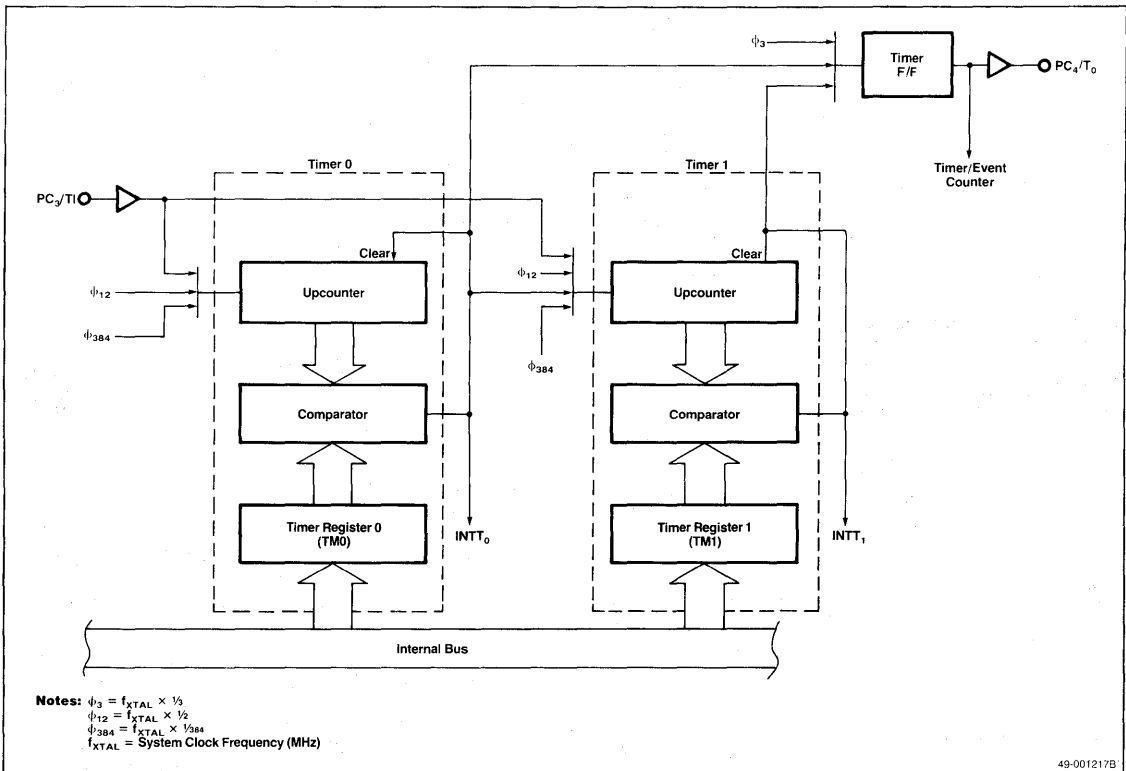 ϕ3
Timer
F/F
PC4/T0
Timer/Event
Counter
Timer 0
Timer 1
PC3/TI
Clear
Clear
ϕ12
ϕ12
Upcounter
Upcounter
ϕ384
ϕ384
Comparator
Comparator
Timer Register 0
(TM0)
INTT0
Timer Register 1
(TM1)
INTT1
Internal Bus
Notes: ϕ3 = fXTAL × 1/3
ϕ12 = fXTAL × 1/2
ϕ384 = fXTAL × 1/384
fXTAL = System Clock Frequency (MHz)
49-001217B